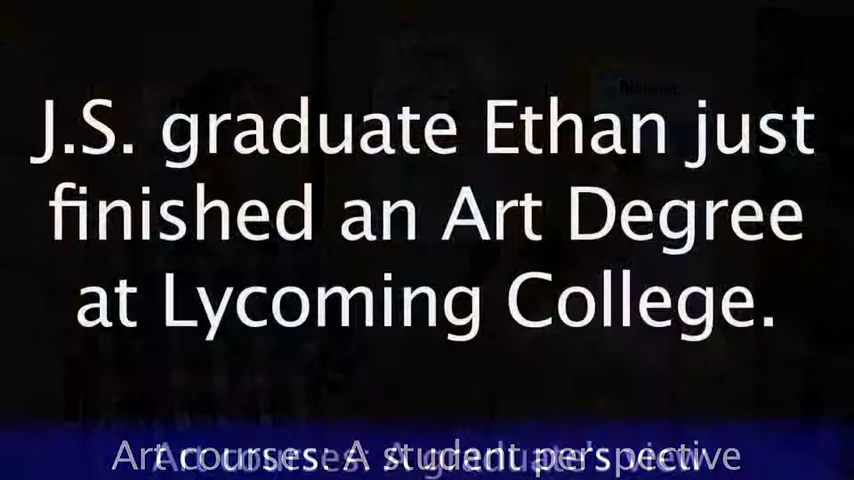 J.S. graduate Ethan just
finished an Art Degree
at Lycoming College.
Art courses: A student perspective